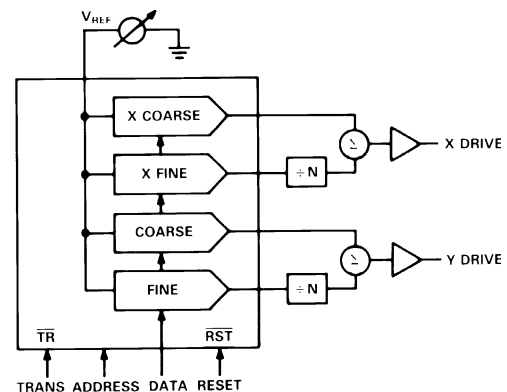 VREF
X COARSE
Σ
X DRIVE
X FINE
÷N
COARSE
Σ
Y DRIVE
FINE
÷N
TR
RST
TRANS ADDRESS DATA RESET